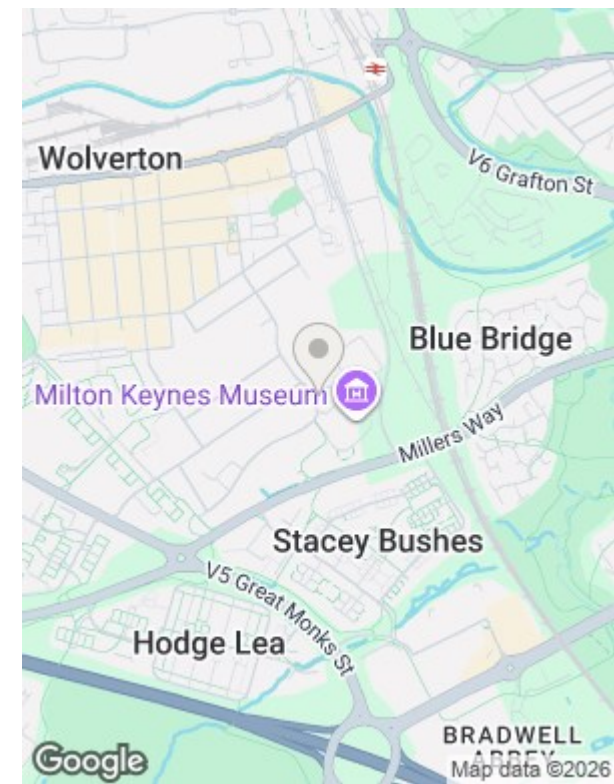 Wolverton
V6 Grafton St
Blue Bridge
Milton Keynes Museum
Millers Way
Stacey Bushes
V5 Great Monks St
Hodge Lea
BRADWELL
ABBEY
Google
Map data ©2026